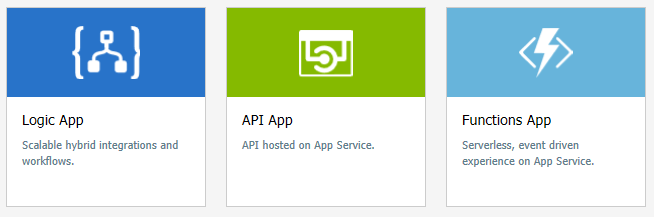 Logic App
Scalable hybrid integrations and
workflows.
API App
API hosted on App Service.
Functions App
Serverless, event driven
experience on App Service.